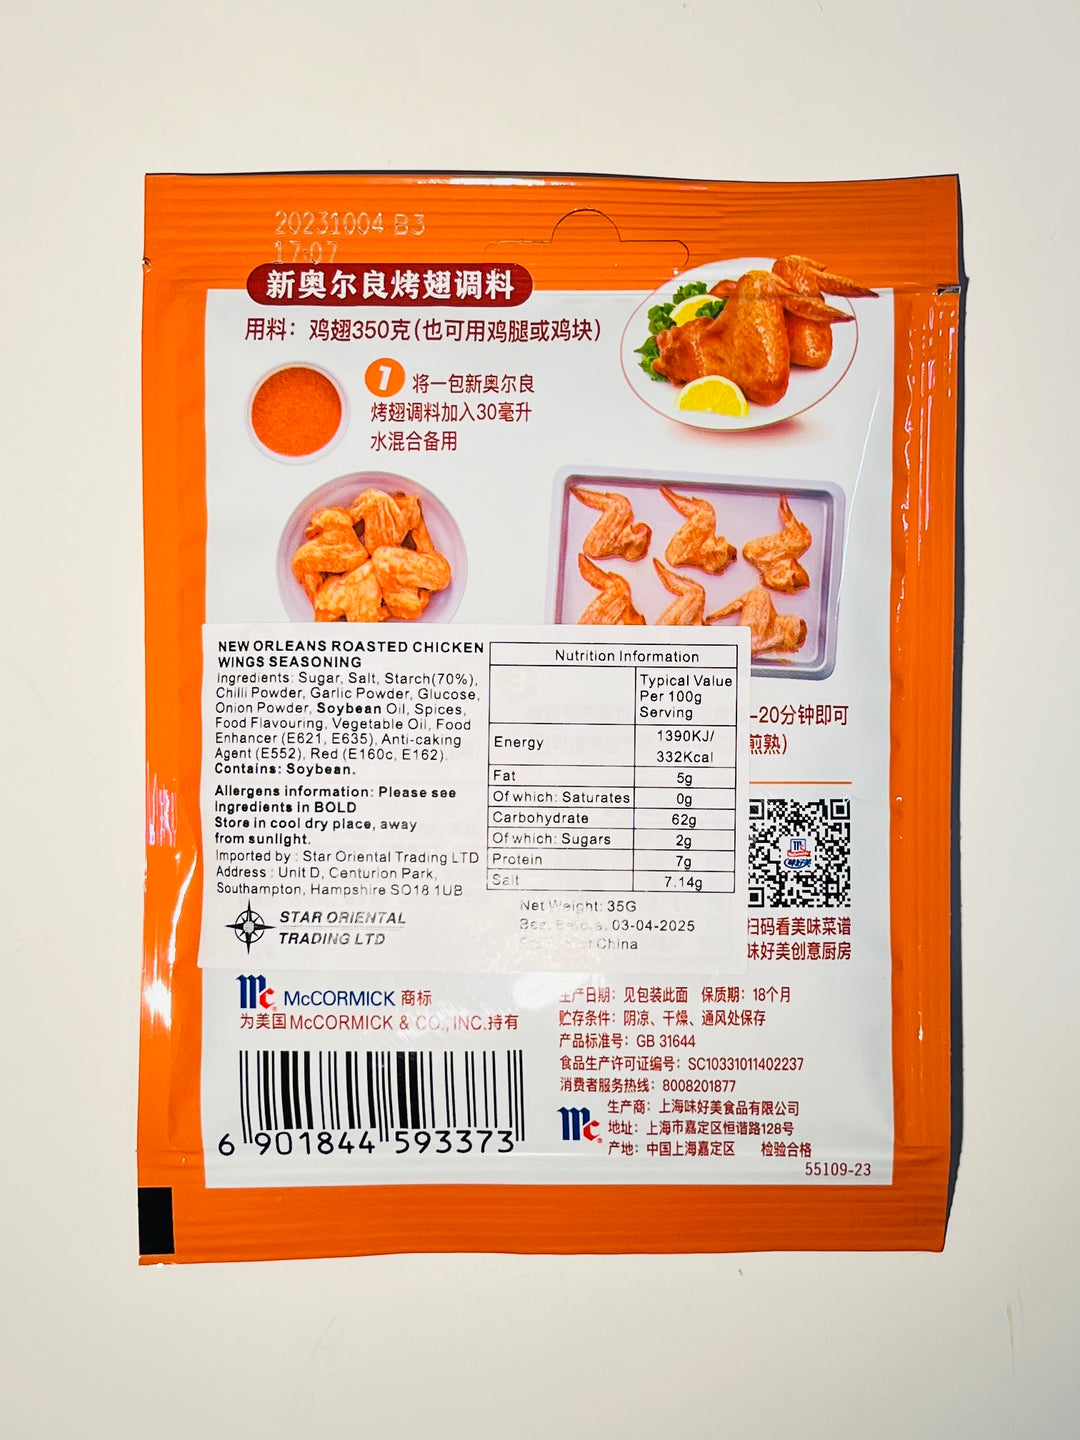 20231004 B3
17:07
新奥尔良烤翅调料
用料：鸡翅350克(也可用鸡腿或鸡块)
1 将一包新奥尔良
烤翅调料加入30毫升
水混合备用
NEW ORLEANS ROASTED CHICKEN
WINGS SEASONING
Ingredients: Sugar, Salt, Starch(70%),
Chilli Powder, Garlic Powder, Glucose,
Onion Powder, Soybean Oil, Spices,
Food Flavouring, Vegetable Oil, Food
Enhancer (E621, E635), Anti-caking
Agent (E552), Red (E160c, E162).
Contains: Soybean.
Allergens information: Please see
Ingredients in BOLD
Store in cool dry place, away
from sunlight.
Imported by : Star Oriental Trading LTD
Address : Unit D, Centurion Park,
Southampton, Hampshire SO18 1UB
STAR ORIENTAL
TRADING LTD
Nutrition Information
Typical Value
Per 100g
Serving
Energy 1390KJ/
332Kcal
Fat 5g
Of which: Saturates 0g
Carbohydrate 62g
Of which: Sugars 2g
Protein 7g
Salt 7.14g
Net Weight: 35G
Best Before: 03-04-2025
China
-20分钟即可
煎熟)
味好美
扫码看美味菜谱
味好美创意厨房
McCORMICK 商标
为美国McCORMICK & CO., INC.持有
6 901844 593373
生产日期：见包装此面 保质期：18个月
贮存条件：阴凉、干燥、通风处保存
产品标准号：GB 31644
食品生产许可证编号：SC10331011402237
消费者服务热线：8008201877
生产商：上海味好美食品有限公司
地址：上海市嘉定区恒谐路128号
产地：中国上海嘉定区 检验合格
55109-23